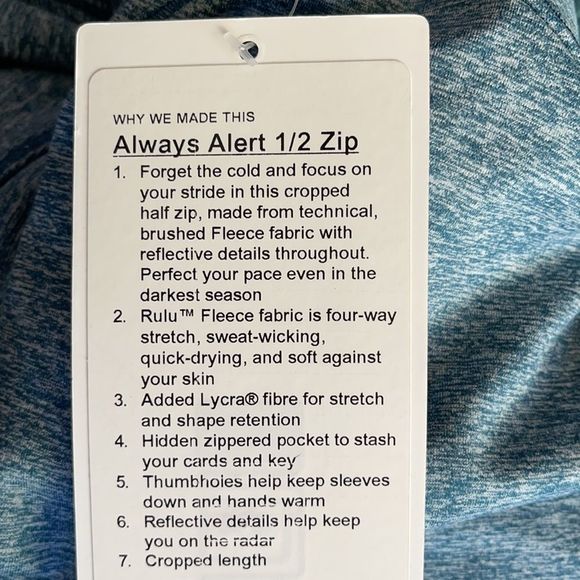 WHY WE MADE THIS
Always Alert 1/2 Zip
1. Forget the cold and focus on
your stride in this cropped
half zip, made from technical,
brushed Fleece fabric with
reflective details throughout.
Perfect your pace even in the
darkest season
2. Rulu™ Fleece fabric is four-way
stretch, sweat-wicking,
quick-drying, and soft against
your skin
3. Added Lycra® fibre for stretch
and shape retention
4. Hidden zippered pocket to stash
your cards and key
5. Thumbholes help keep sleeves
down and hands warm
6. Reflective details help keep
you on the radar
7. Cropped length